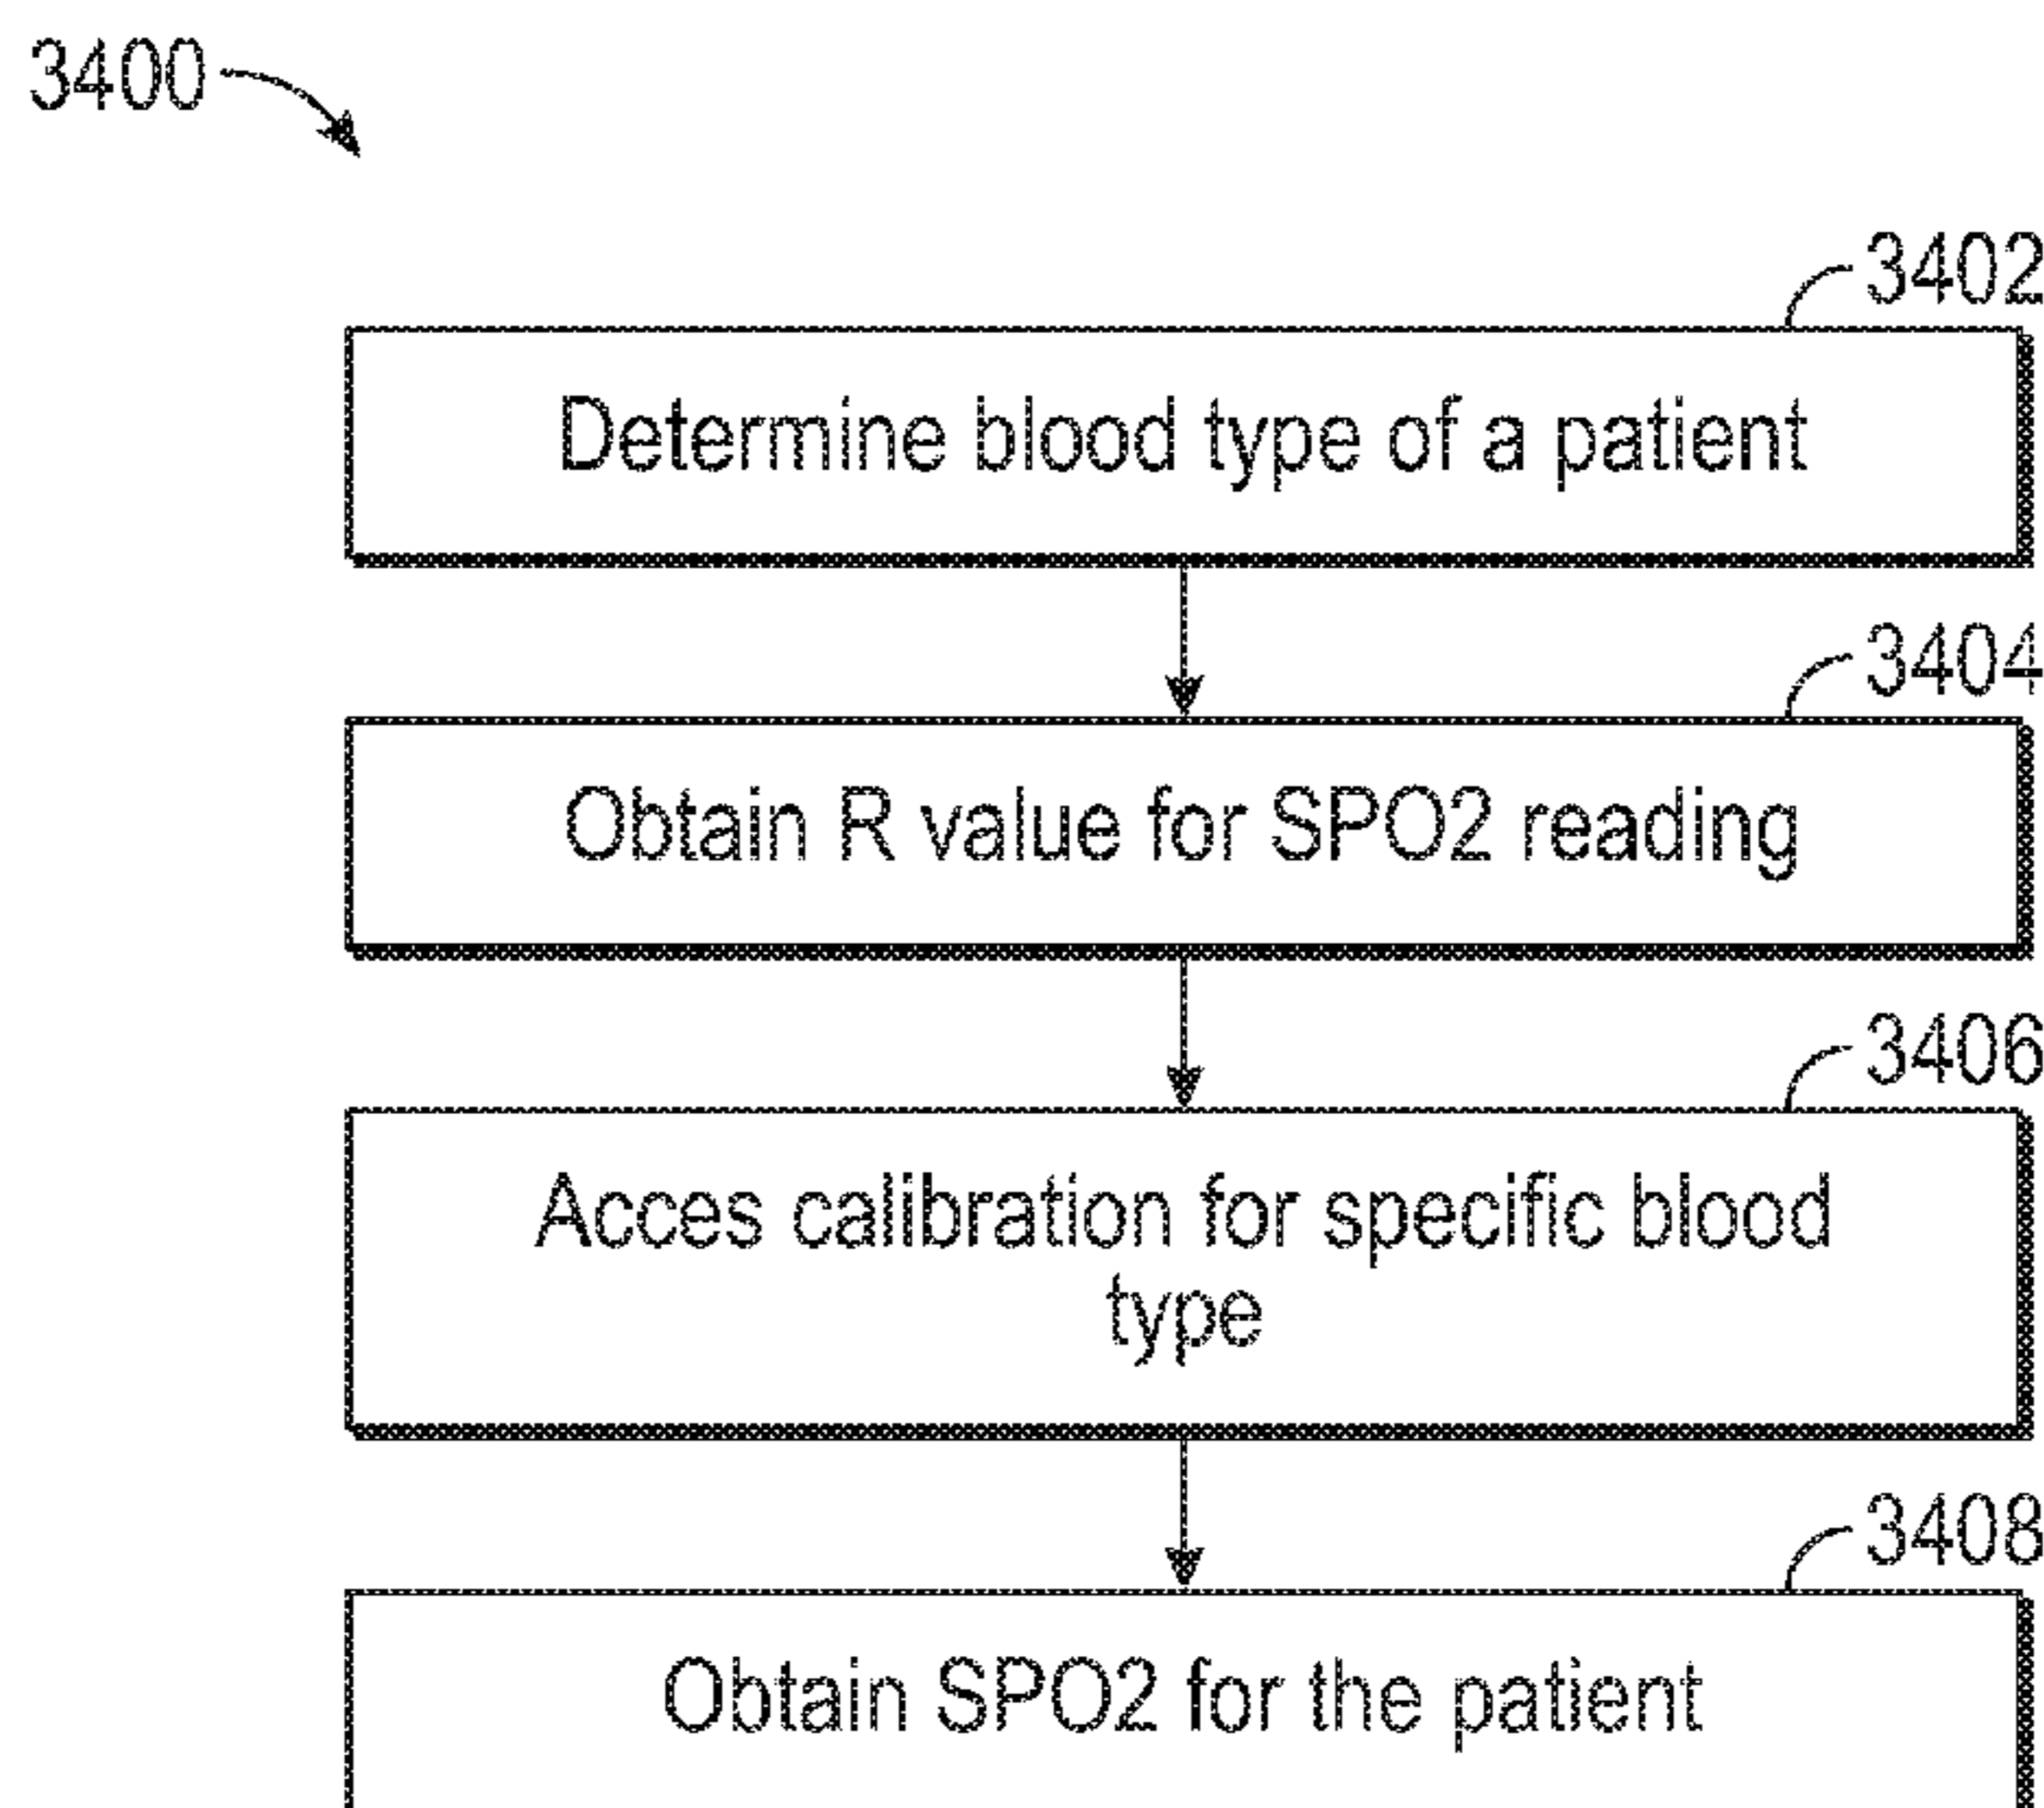 3400
3402
Determine blood type of a patient
3404
Obtain R value for SPO2 reading
3406
Acces calibration for specific blood
type
3408
Obtain SPO2 for the patient